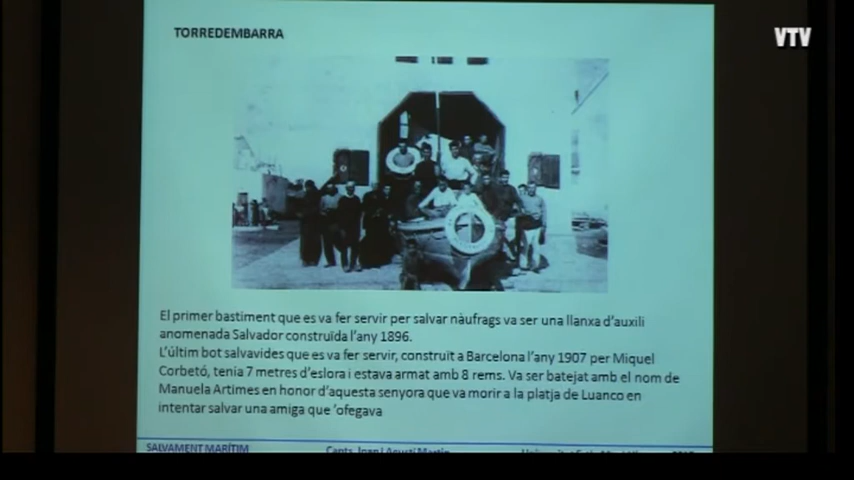 VTV
TORREDEMBARRA
El primer bastiment que es va fer servir per salvar nàufrags va ser una llanxa d'auxili
anomenada Salvador construïda l'any 1896.
L'últim bot salvavides que es va fer servir, construït a Barcelona l'any 1907 per Miquel
Corbetó, tenia 7 metres d'eslora i estava armat amb 8 rems. Va ser batejat amb el nom de
Manuela Artimes en honor d'aquesta senyora que va morir a la platja de Luanco en
intentar salvar una amiga que 'ofegava
SALVAMENT MARÍTIM
Capts. Joan i Agustí Martín